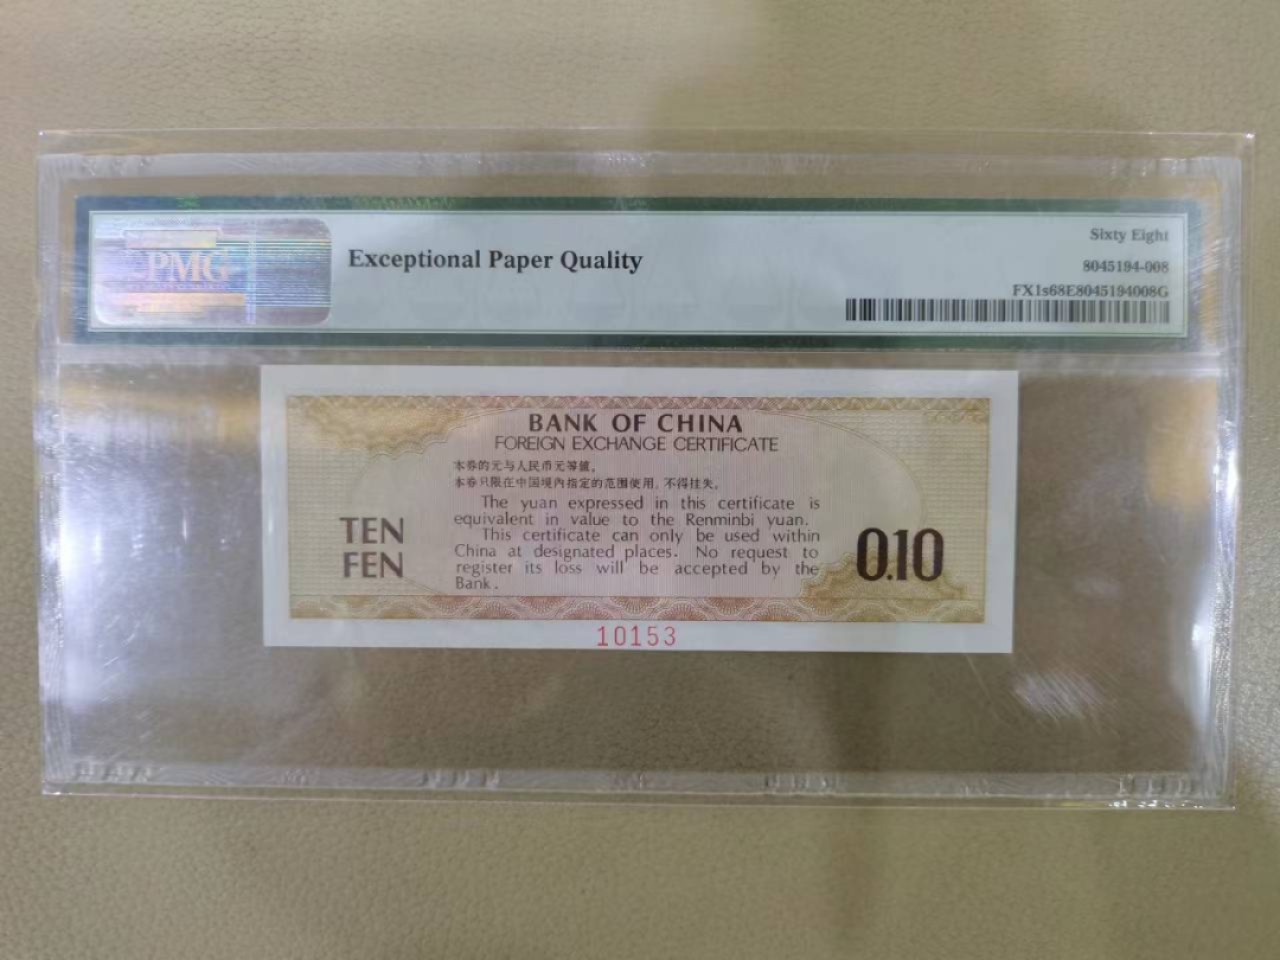 PMG
Exceptional Paper Quality
Sixty Eight
8045194-008
FX1s68E8045194008G
BANK OF CHINA
FOREIGN EXCHANGE CERTIFICATE
本券的元与人民币元等值。
本券只限在中国境内指定的范围使用，不得挂失。
The yuan expressed in this certificate is
equivalent in value to the Renminbi yuan.
This certificate can only be used within
China at designated places. No request to
register its loss will be accepted by the
Bank.
TEN
FEN
0.10
10153